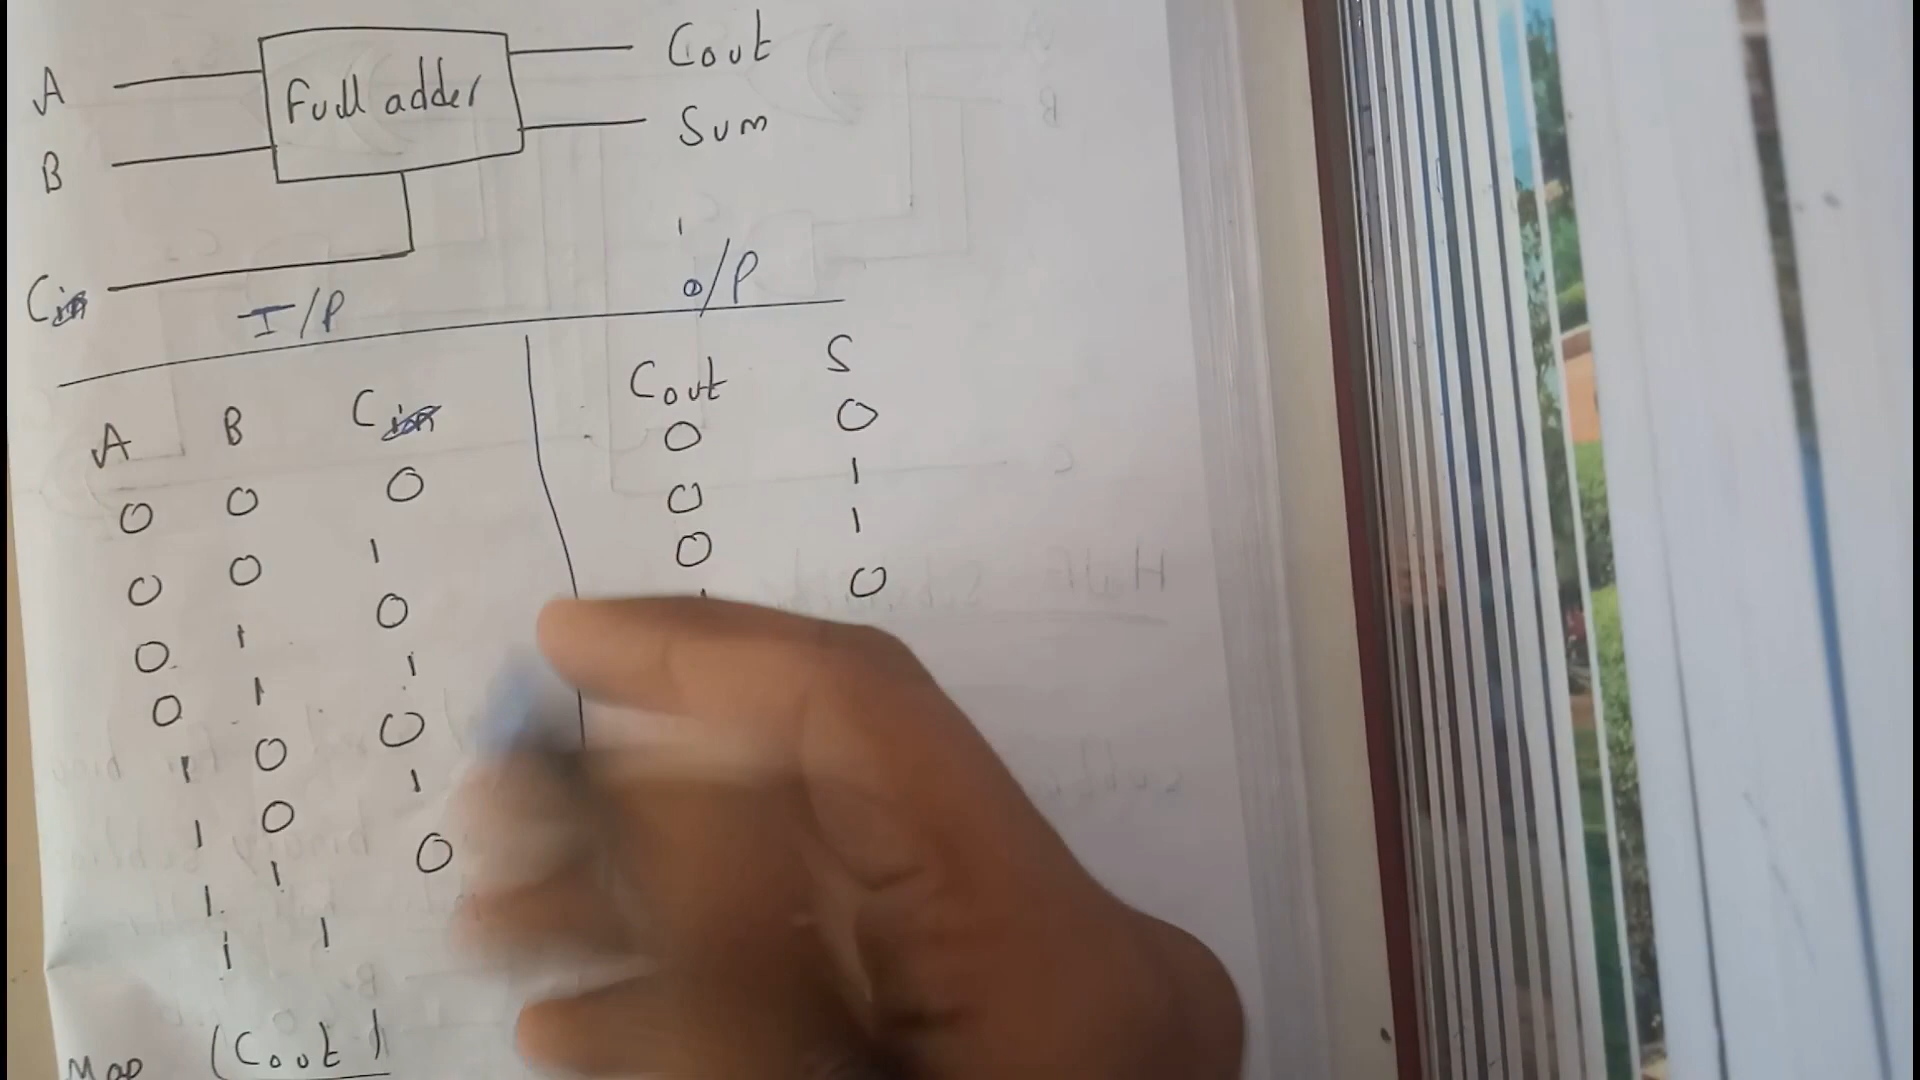 A Full adder Cout
B Sum
Cin
I/P O/P
A B Cin Cout S
0 0 0 0 0
0 0 1 0 1
0 1 0 0 1
0 1 1 0
1 0 0
1 0 1
1 1 0
1 1
Map (Cout)